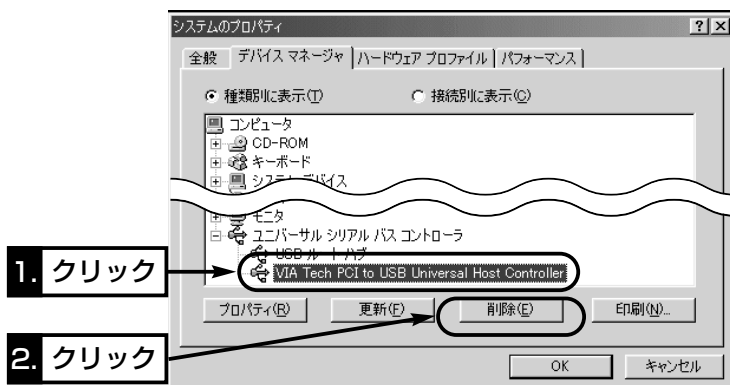 システムのプロパティ
全般 デバイス マネージャ ハードウェア プロファイル パフォーマンス
種類別に表示(T) 接続別に表示(C)
コンピュータ
CD-ROM
キーボード
システム デバイス
モニタ
ユニバーサル シリアル バス コントローラ
USB ルート ハブ
1. クリック
VIA Tech PCI to USB Universal Host Controller
プロパティ(R) 更新(F) 削除(E) 印刷(N)...
2. クリック
OK キャンセル